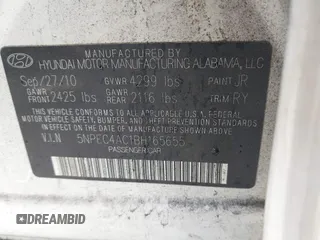 MANUFACTURED BY
HYUNDAI MOTOR MANUFACTURING ALABAMA, LLC
Sep/27/10 GVWR 4299 lbs PAINT JR
GAWR FRONT 2425 lbs GAWR REAR 2116 lbs TRIM RY
THIS VEHICLE CONFORMS TO ALL APPLICABLE FEDERAL MOTOR VEHICLE
SAFETY, BUMPER, AND THEFT PREVENTION STANDARDS IN
EFFECT ON THE DATE OF MANUFACTURE SHOWN ABOVE.
V.I.N 5NPEC4AC1BH165655
PASSENGER CAR